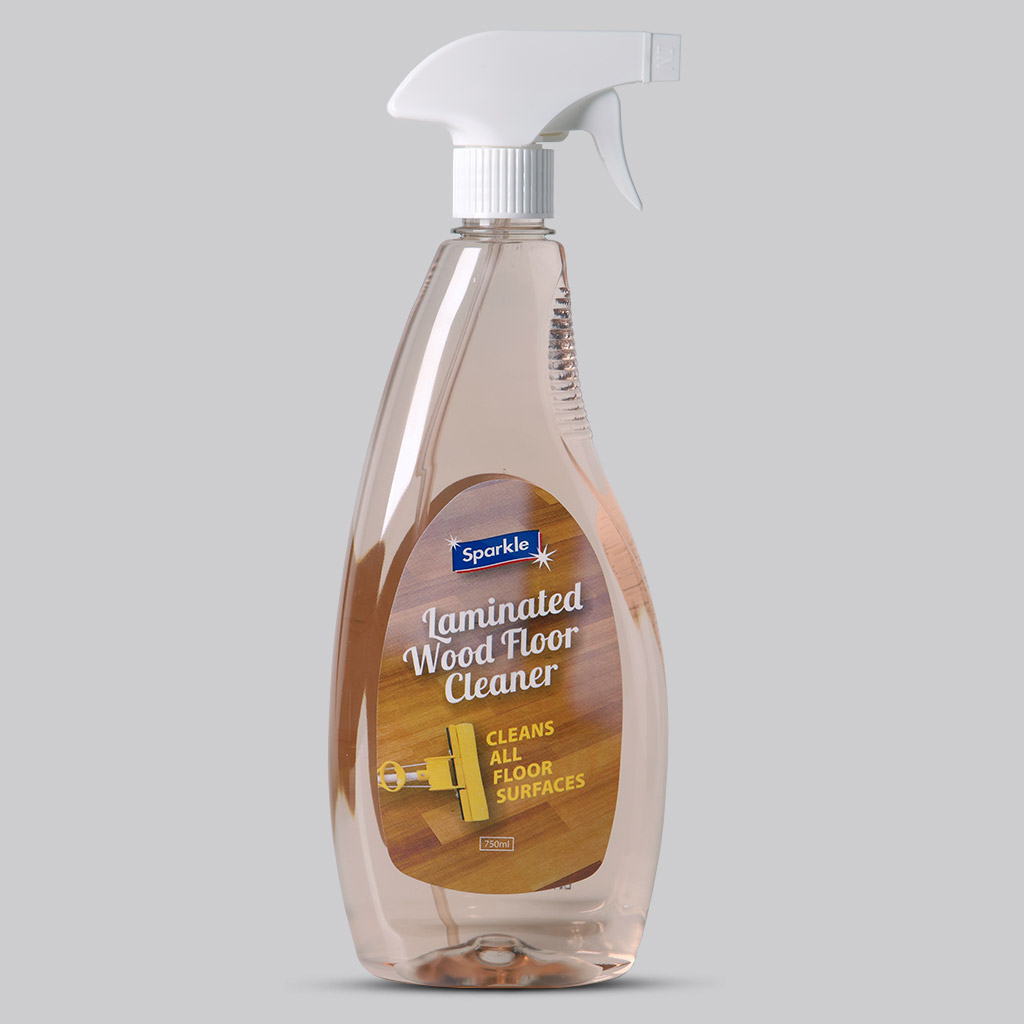 Sparkle
Laminated
Wood Floor
Cleaner
CLEANS
ALL
FLOOR
SURFACES
750ml